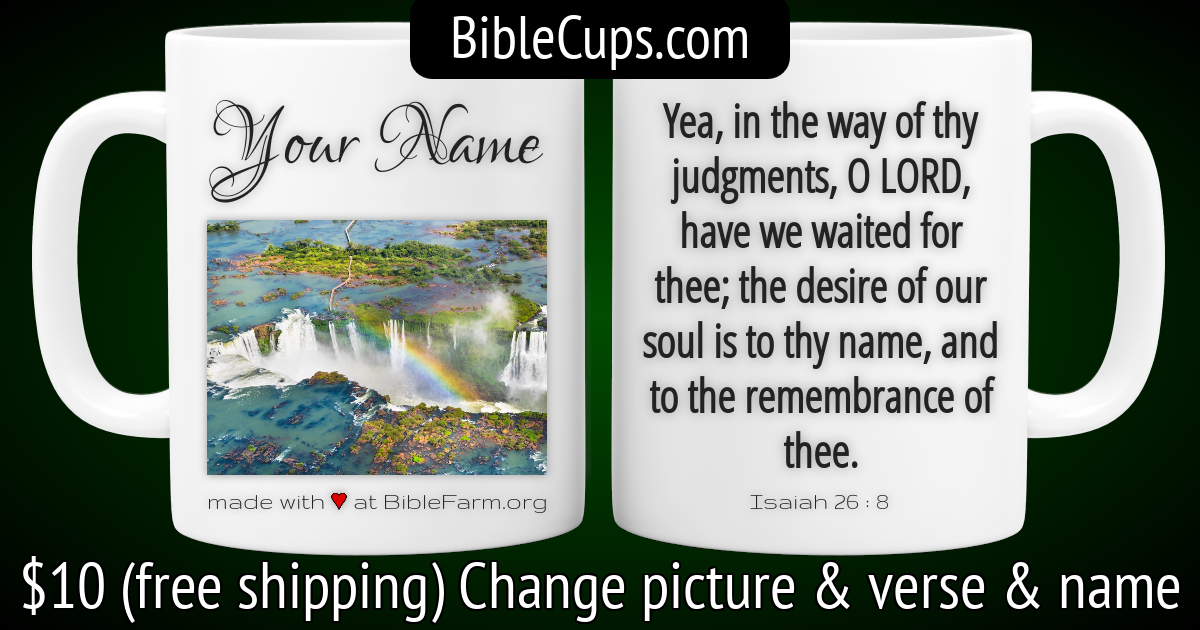 BibleCups.com
Your Name
made with ♥ at BibleFarm.org
Yea, in the way of thy
judgments, O LORD,
have we waited for
thee; the desire of our
soul is to thy name, and
to the remembrance of
thee.
Isaiah 26 : 8
$10 (free shipping) Change picture & verse & name